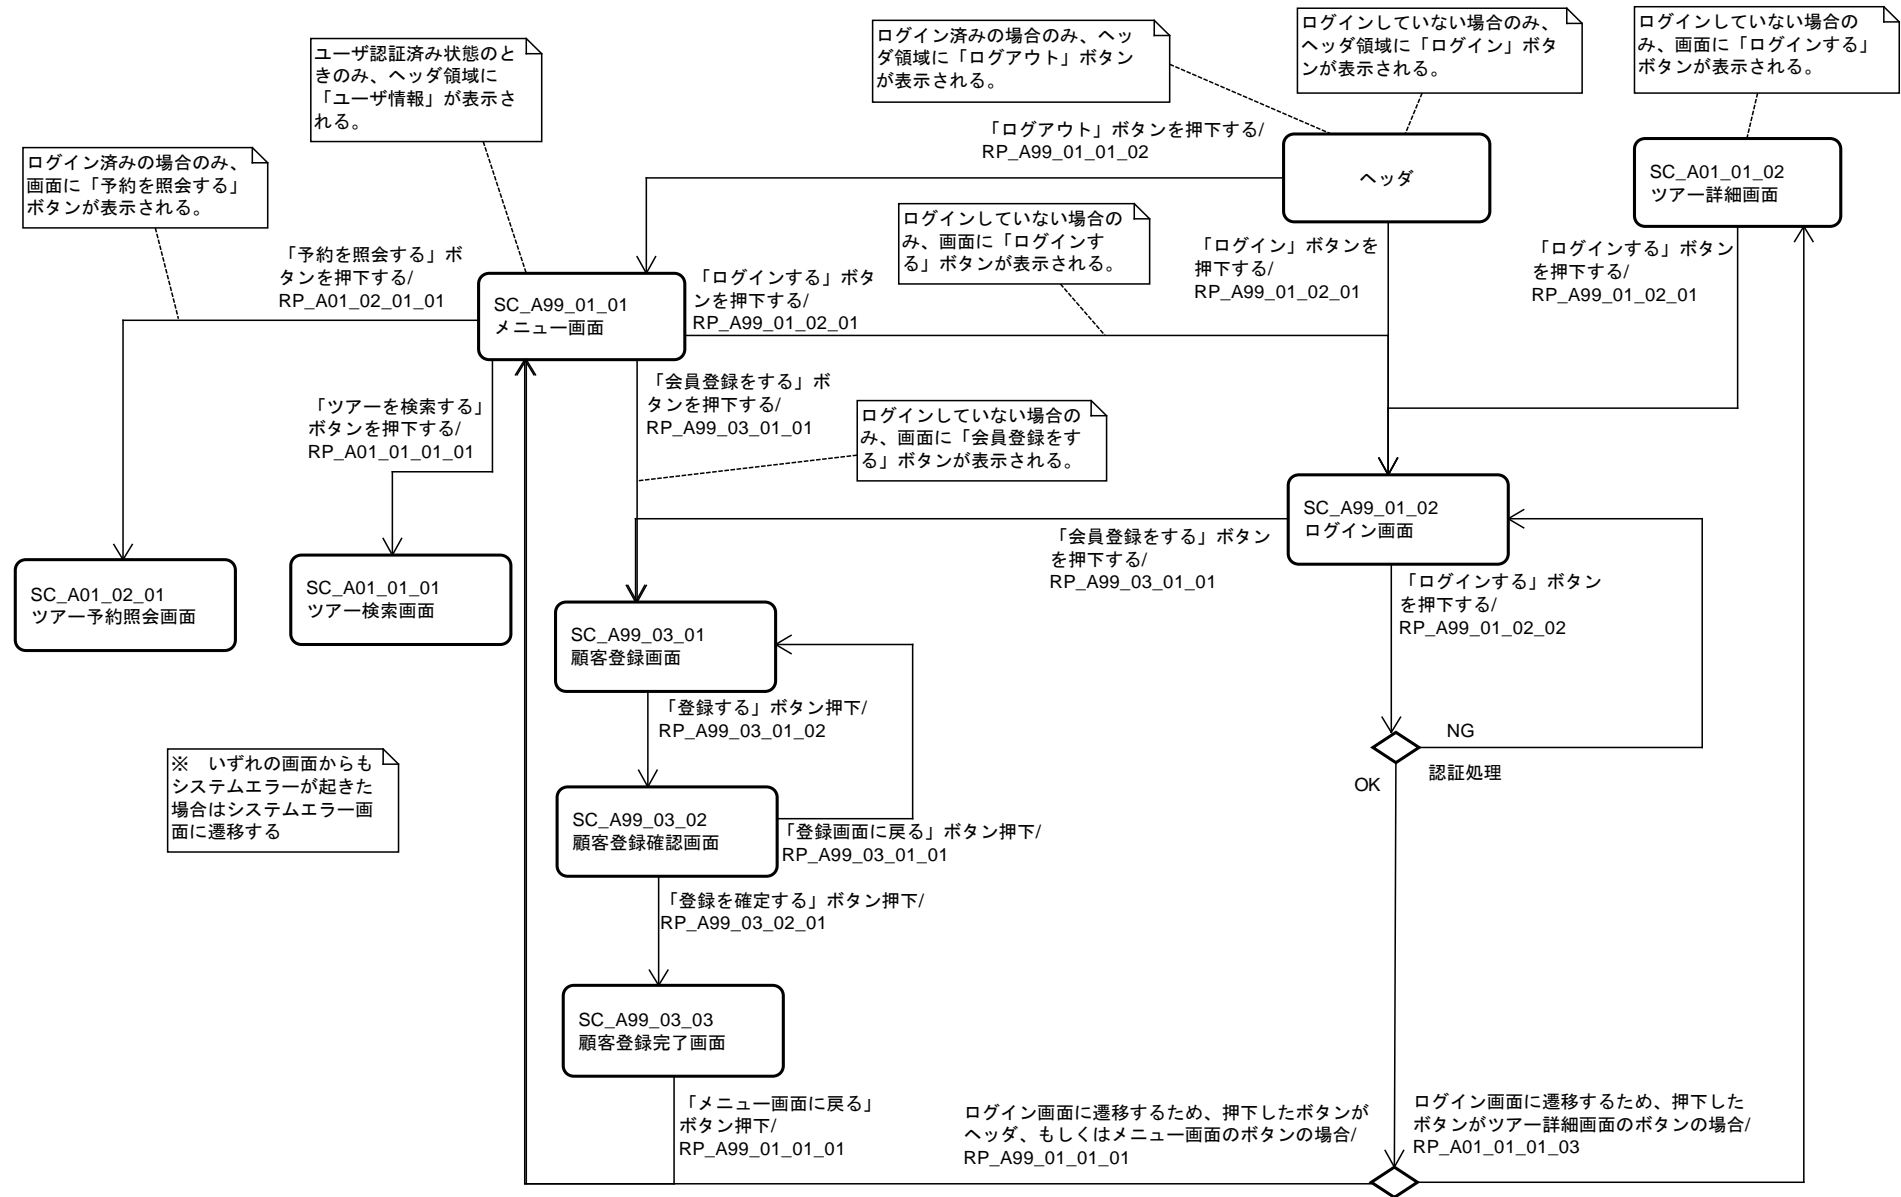 ログインしていない場合のみ、
ヘッダ領域に「ログイン」ボタ
ンが表示される。
ログインしていない場合の
み、画面に「ログインする」
ボタンが表示される。
ログイン済みの場合のみ、ヘッ
ダ領域に「ログアウト」ボタン
が表示される。
ユーザ認証済み状態のと
きのみ、ヘッダ領域に
「ユーザ情報」が表示さ
れる。
ログイン済みの場合のみ、
画面に「予約を照会する」
ボタンが表示される。
「ログアウト」ボタンを押下する/
RP_A99_01_01_02
ヘッダ
SC_A01_01_02
ツアー詳細画面
ログインしていない場合の
み、画面に「ログインす
る」ボタンが表示される。
「ログイン」ボタンを
押下する/
RP_A99_01_02_01
「ログインする」ボタン
を押下する/
RP_A99_01_02_01
「予約を照会する」ボ
タンを押下する/
RP_A01_02_01_01
SC_A99_01_01
メニュー画面
「ログインする」ボタ
ンを押下する/
RP_A99_01_02_01
「ツアーを検索する」
ボタンを押下する/
RP_A01_01_01_01
「会員登録をする」ボ
タンを押下する/
RP_A99_03_01_01
ログインしていない場合の
み、画面に「会員登録をす
る」ボタンが表示される。
SC_A99_01_02
ログイン画面
「会員登録をする」ボタン
を押下する/
RP_A99_03_01_01
「ログインする」ボタン
を押下する/
RP_A99_01_02_02
SC_A01_02_01
ツアー予約照会画面
SC_A01_01_01
ツアー検索画面
SC_A99_03_01
顧客登録画面
「登録する」ボタン押下/
RP_A99_03_01_02
NG
認証処理
OK
※　いずれの画面からも
システムエラーが起きた
場合はシステムエラー画
面に遷移する
SC_A99_03_02
顧客登録確認画面
「登録画面に戻る」ボタン押下/
RP_A99_03_01_01
「登録を確定する」ボタン押下/
RP_A99_03_02_01
SC_A99_03_03
顧客登録完了画面
「メニュー画面に戻る」
ボタン押下/
RP_A99_01_01_01
ログイン画面に遷移するため、押下したボタンが
ヘッダ、もしくはメニュー画面のボタンの場合/
RP_A99_01_01_01
ログイン画面に遷移するため、押下した
ボタンがツアー詳細画面のボタンの場合/
RP_A01_01_01_03